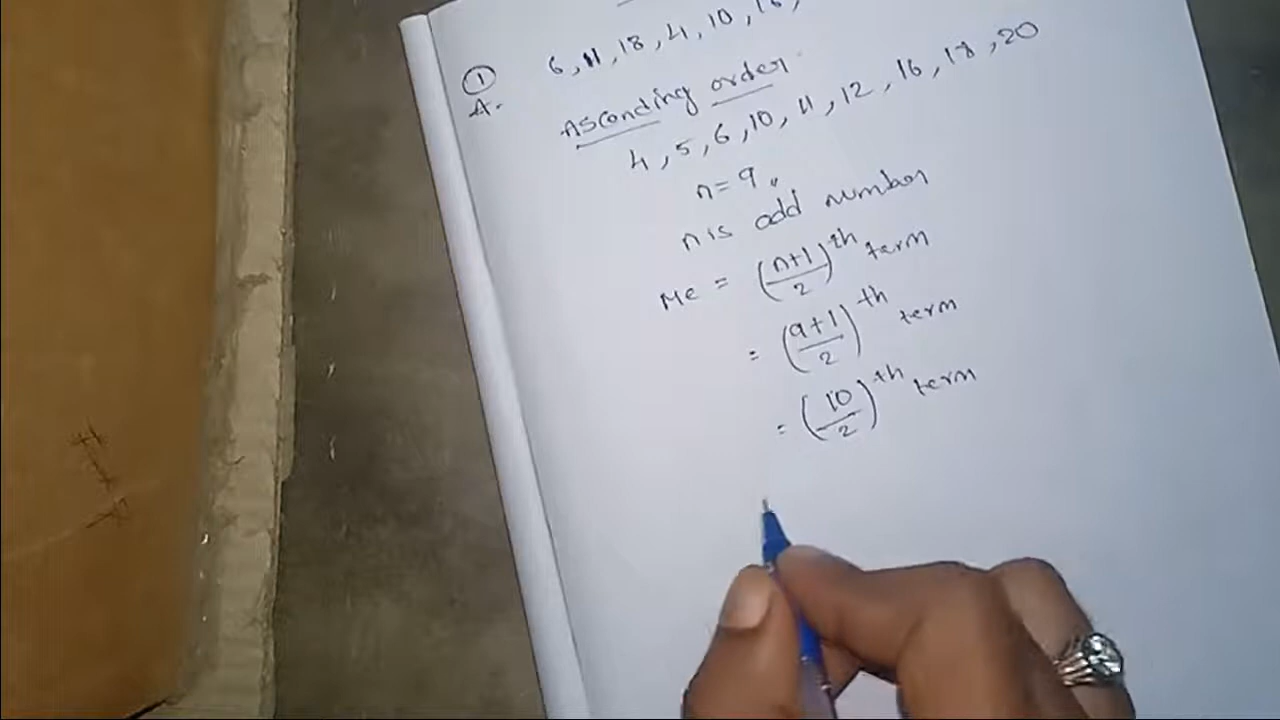 ① 6, 11, 18, 4, 10, 16,
A. Ascending order
4, 5, 6, 10, 11, 12, 16, 18, 20
n = 9.
n is odd number
Me = (n+1/2)th term
= (9+1/2)th term
= (10/2)th term